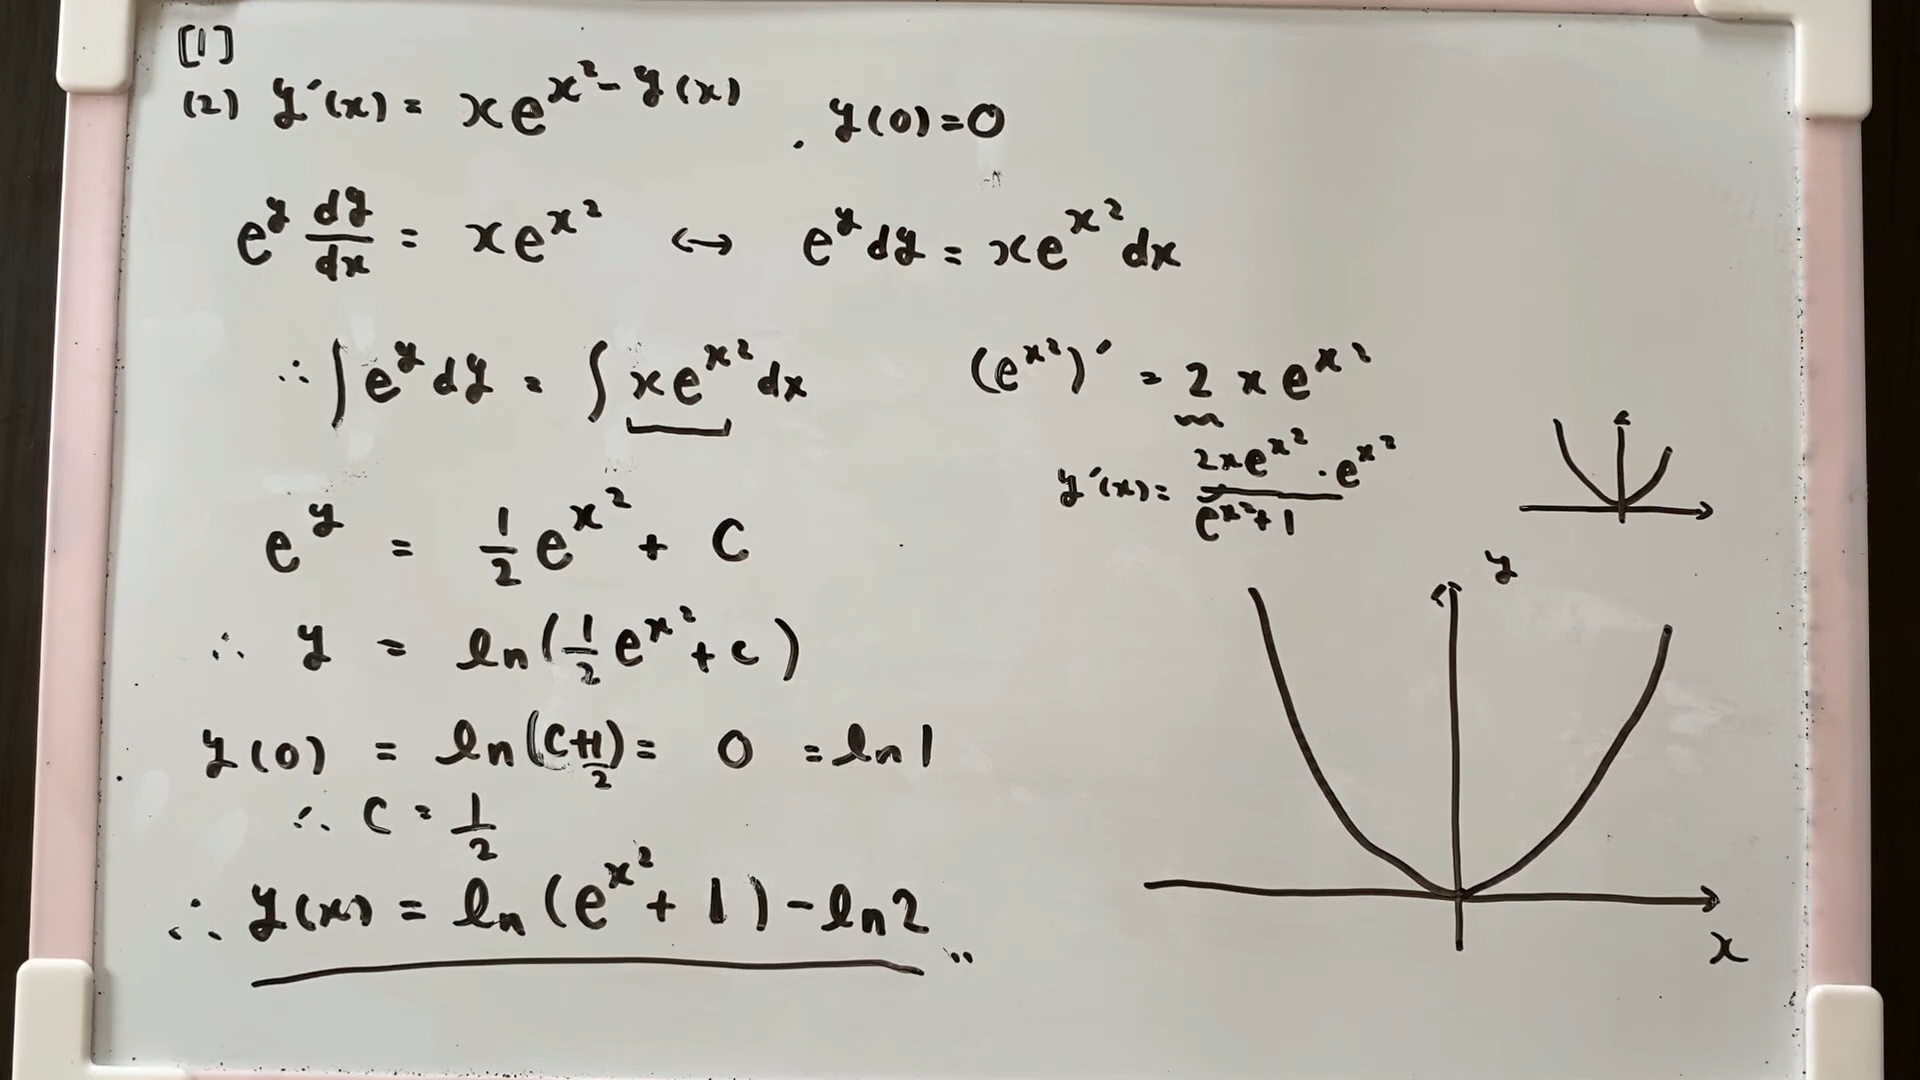 [1]
(2) y'(x) = xe^{x²-y(x)} . y(0)=0
e^y dy/dx = xe^{x²} ↔ e^y dy = xe^{x²}dx
∴ ∫e^y dy = ∫xe^{x²}dx
(e^{x²})' = 2xe^{x²}
y'(x) = 2xe^{x²}/(e^{x²}+1) · e^{x²}
e^y = 1/2 e^{x²} + C
∴ y = ln(1/2 e^{x²} + c)
y(0) = ln(C+1/2) = 0 = ln1
∴ C = 1/2
∴ y(x) = ln(e^{x²}+1)-ln2
y
x